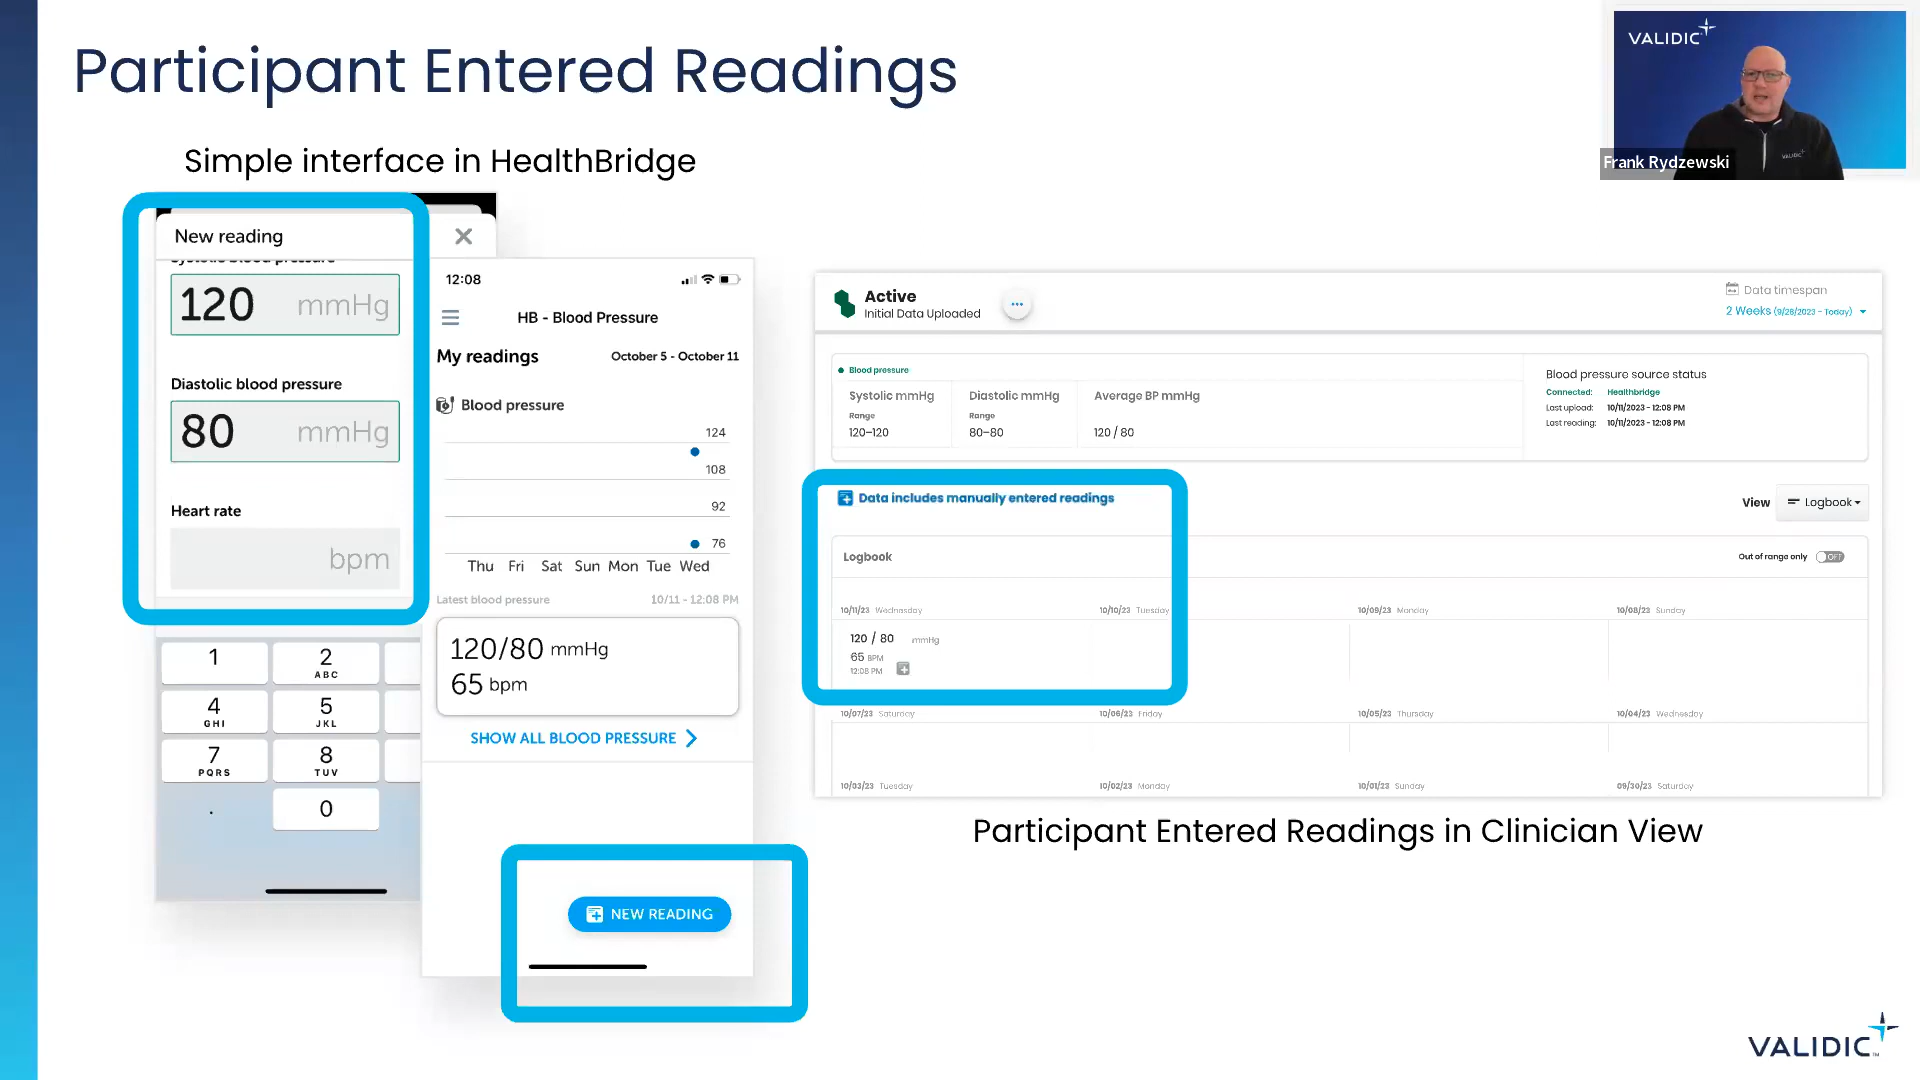 Participant Entered Readings
VALIDIC
Frank Rydzewski
VALIDIC
Simple interface in HealthBridge
New reading
Systolic blood pressure
120 mmHg
Diastolic blood pressure
80 mmHg
Heart rate
bpm
1
2
ABC
4
GHI
5
JKL
7
PQRS
8
TUV
.
0
12:08
HB - Blood Pressure
My readings October 5 - October 11
Blood pressure
124
108
92
76
Thu Fri Sat Sun Mon Tue Wed
Latest blood pressure 10/11 - 12:08 PM
120/80 mmHg
65 bpm
SHOW ALL BLOOD PRESSURE
NEW READING
Active
Initial Data Uploaded
Data timespan
2 Weeks (9/28/2023 - Today)
Blood pressure
Systolic mmHg Diastolic mmHg Average BP mmHg
Range Range
120–120 80–80 120 / 80
Blood pressure source status
Connected: Healthbridge
Last upload: 10/11/2023 - 12:08 PM
Last reading: 10/11/2023 - 12:08 PM
Data includes manually entered readings
View Logbook
Logbook
Out of range only OFF
10/11/23 Wednesday 10/10/23 Tuesday 10/09/23 Monday 10/08/23 Sunday
120 / 80 mmHg
65 BPM
12:08 PM
10/07/23 Saturday 10/06/23 Friday 10/05/23 Thursday 10/04/23 Wednesday
10/03/23 Tuesday 10/02/23 Monday 10/01/23 Sunday 09/30/23 Saturday
Participant Entered Readings in Clinician View
VALIDIC™